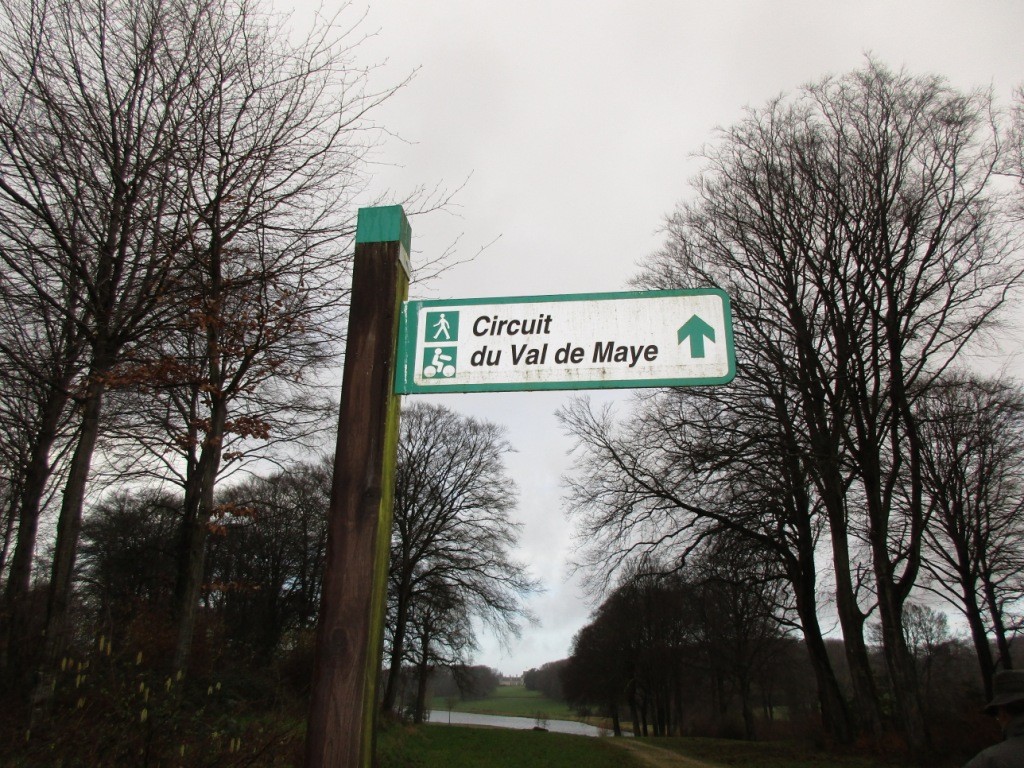 Circuit
du Val de Maye